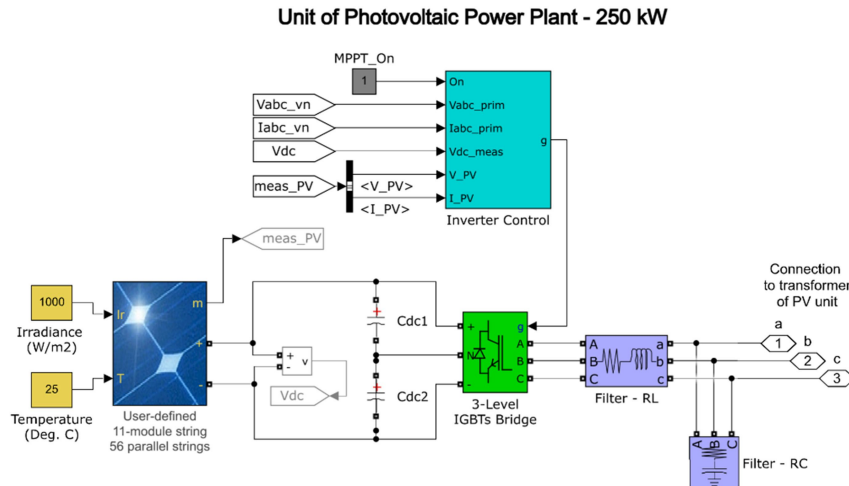 Unit of Photovoltaic Power Plant - 250 kW
MPPT_On
1
On
Vabc_vn
Vabc_prim
Iabc_vn
Iabc_prim
Vdc
Vdc_meas
g
meas_PV
<V_PV>
V_PV
<I_PV>
I_PV
Inverter Control
meas_PV
Connection
to transformer
of PV unit
1000
Ir
m
Irradiance
(W/m2)
+
Cdc1
+
g
A
A
a
a
1
b
+
-
v
N
B
B
b
2
c
25
T
-
Vdc
+
Cdc2
-
C
C
c
3
Temperature
(Deg. C)
User-defined
11-module string
56 parallel strings
3-Level
IGBTs Bridge
Filter - RL
A
B
C
Filter - RC